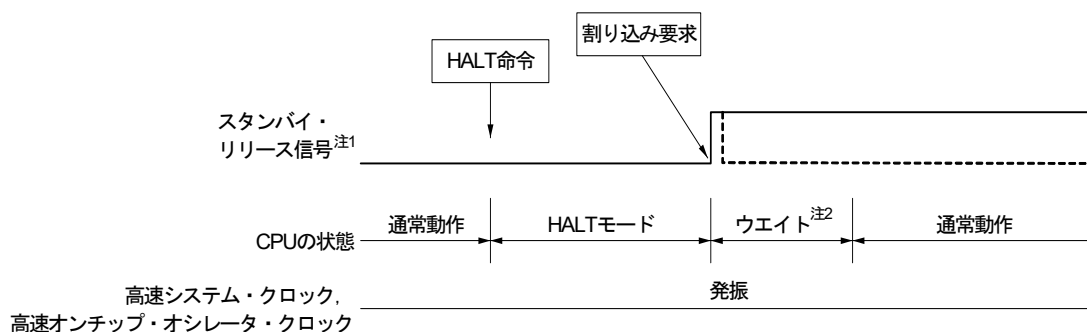 割り込み要求
HALT命令
スタンバイ・
リリース信号注1
通常動作
HALTモード
ウエイト注2
通常動作
CPUの状態
発振
高速システム・クロック,
高速オンチップ・オシレータ・クロック